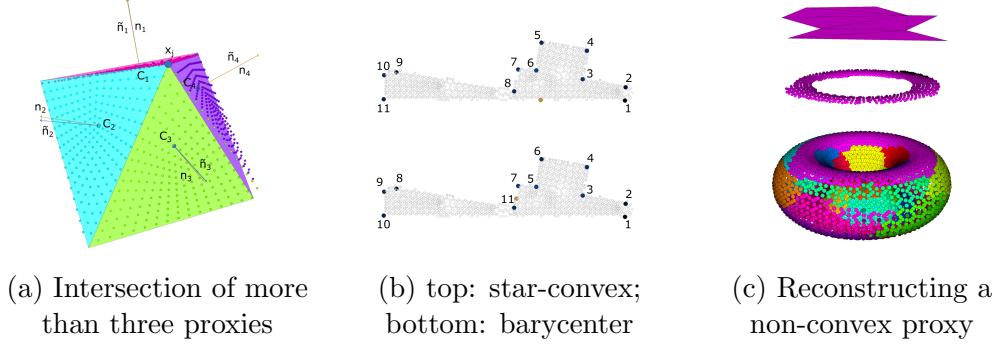 ñ₁ n₁
x_j
C₁
C₄
ñ₄
n₄
n₂
ñ₂
C₂
C₃
ñ₃
n₃
5
4
7
6
10
9
3
8
2
11
1
6
4
7
5
9
8
3
2
11
10
1
(a) Intersection of more
than three proxies
(b) top: star-convex;
bottom: barycenter
(c) Reconstructing a
non-convex proxy